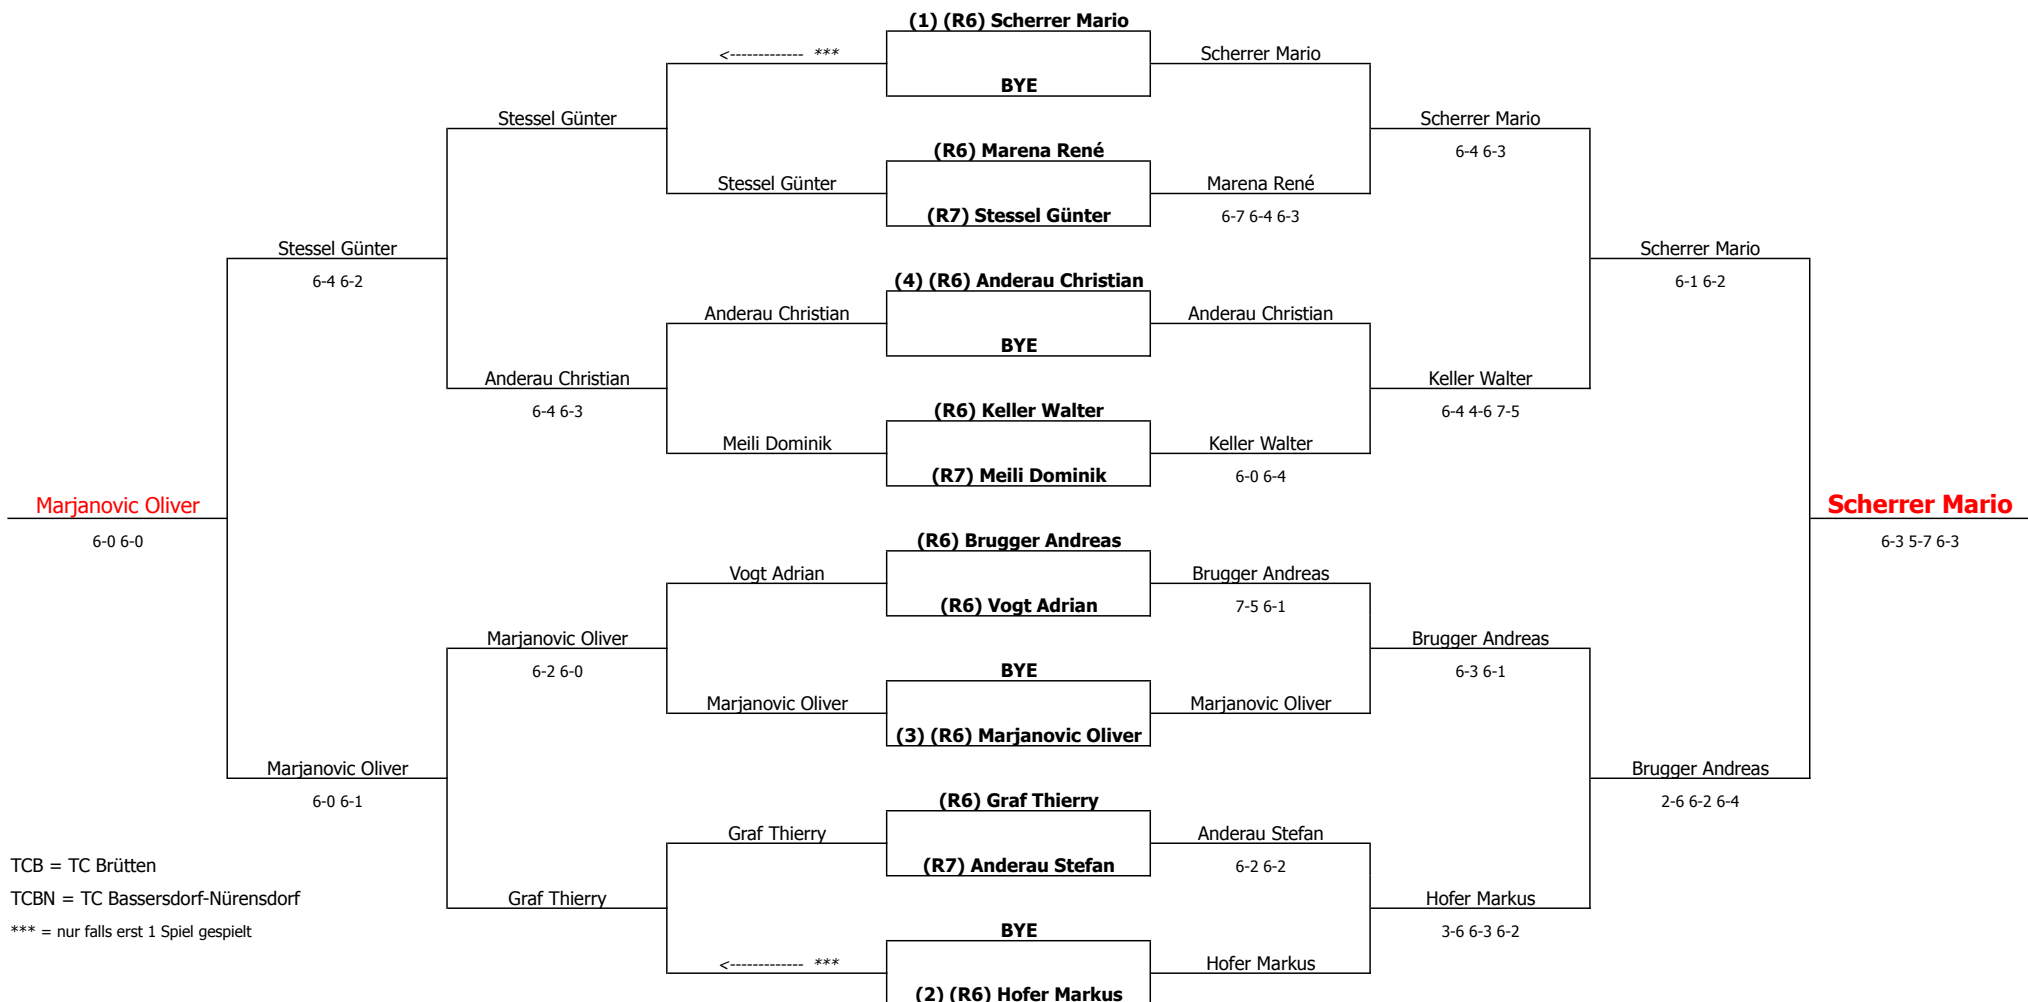 (1) (R6) Scherrer Mario
<------------- ***
Scherrer Mario
BYE
Stessel Günter
Scherrer Mario
(R6) Marena René
6-4 6-3
Stessel Günter
Marena René
(R7) Stessel Günter
6-7 6-4 6-3
Stessel Günter
Scherrer Mario
6-4 6-2
(4) (R6) Anderau Christian
6-1 6-2
Anderau Christian
Anderau Christian
BYE
Anderau Christian
Keller Walter
6-4 6-3
(R6) Keller Walter
6-4 4-6 7-5
Meili Dominik
Keller Walter
(R7) Meili Dominik
6-0 6-4
Marjanovic Oliver
Scherrer Mario
6-0 6-0
(R6) Brugger Andreas
6-3 5-7 6-3
Vogt Adrian
Brugger Andreas
(R6) Vogt Adrian
7-5 6-1
Marjanovic Oliver
Brugger Andreas
6-2 6-0
BYE
6-3 6-1
Marjanovic Oliver
Marjanovic Oliver
(3) (R6) Marjanovic Oliver
Marjanovic Oliver
Brugger Andreas
6-0 6-1
(R6) Graf Thierry
2-6 6-2 6-4
Graf Thierry
Anderau Stefan
TCB = TC Brütten
(R7) Anderau Stefan
6-2 6-2
TCBN = TC Bassersdorf-Nürensdorf
Graf Thierry
Hofer Markus
*** = nur falls erst 1 Spiel gespielt
BYE
3-6 6-3 6-2
<------------- ***
Hofer Markus
(2) (R6) Hofer Markus